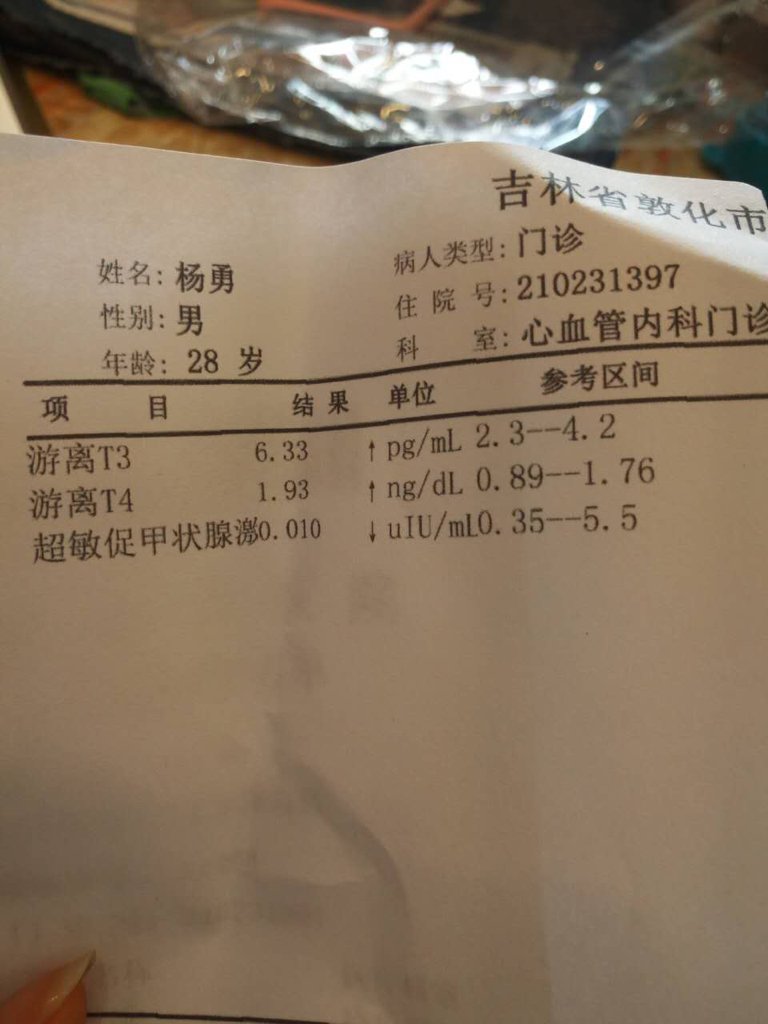 吉林省敦化市
姓名: 杨勇 病人类型: 门诊
性别: 男 住院号: 210231397
年龄: 28 岁 科室: 心血管内科门诊
项目 结果 单位 参考区间
游离T3 6.33 ↑ pg/mL 2.3--4.2
游离T4 1.93 ↑ ng/dL 0.89--1.76
超敏促甲状腺激0.010 ↓ uIU/mL0.35--5.5